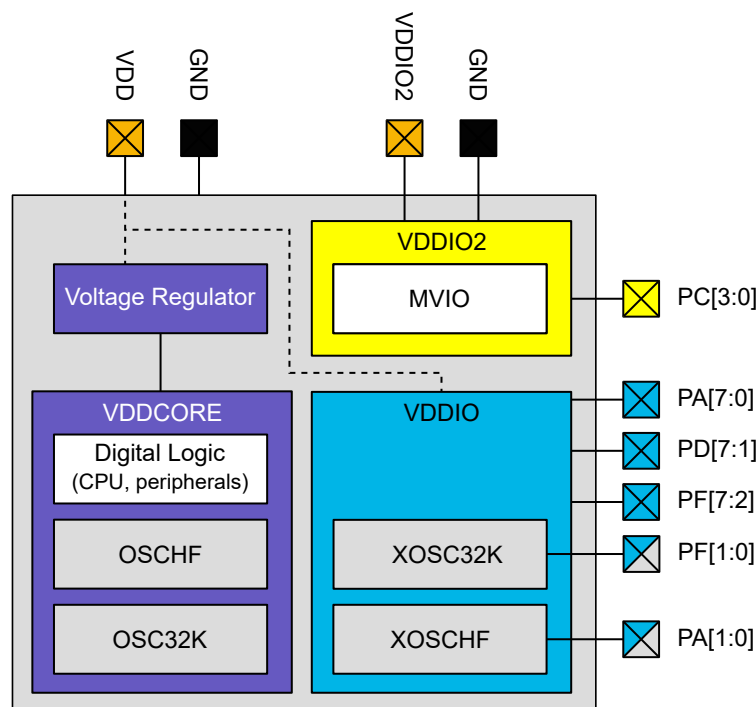 VDD
GND
VDDIO2
GND
VDDIO2
MVIO
PC[3:0]
Voltage Regulator
VDDCORE
Digital Logic
(CPU, peripherals)
OSCHF
OSC32K
VDDIO
XOSC32K
XOSCHF
PA[7:0]
PD[7:1]
PF[7:2]
PF[1:0]
PA[1:0]